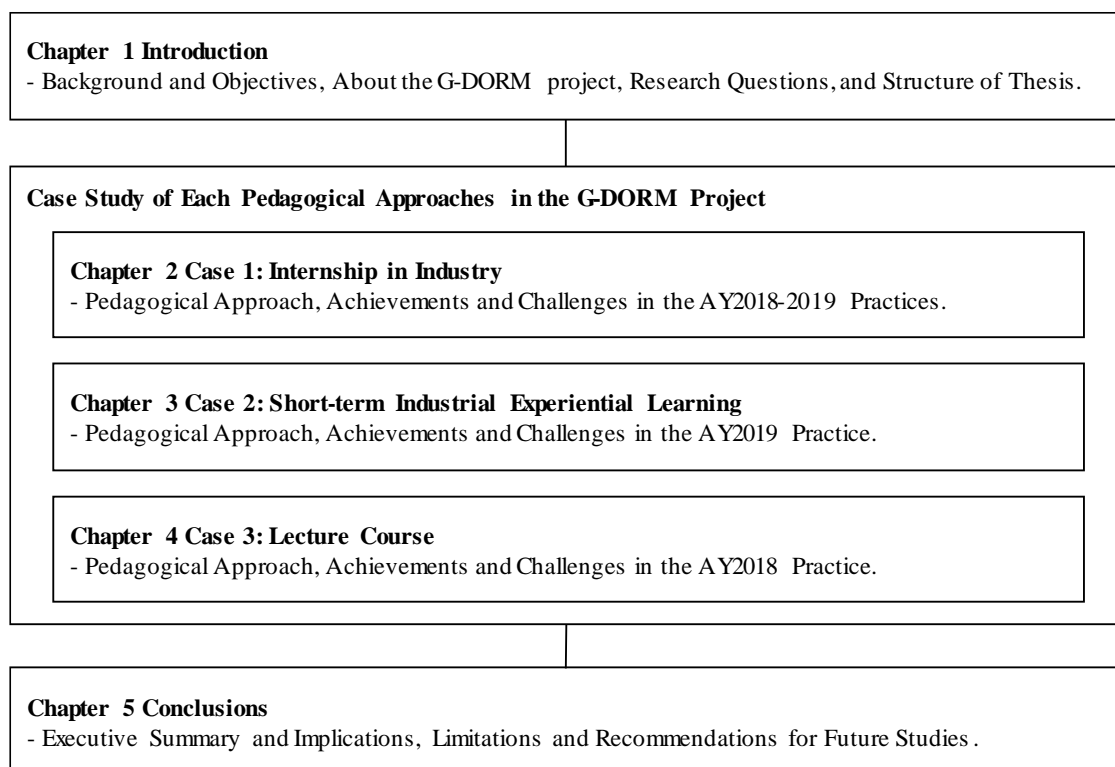 Chapter 1 Introduction
- Background and Objectives, About the G-DORM project, Research Questions, and Structure of Thesis.
Case Study of Each Pedagogical Approaches in the G-DORM Project
Chapter 2 Case 1: Internship in Industry
- Pedagogical Approach, Achievements and Challenges in the AY2018-2019 Practices.
Chapter 3 Case 2: Short-term Industrial Experiential Learning
- Pedagogical Approach, Achievements and Challenges in the AY2019 Practice.
Chapter 4 Case 3: Lecture Course
- Pedagogical Approach, Achievements and Challenges in the AY2018 Practice.
Chapter 5 Conclusions
- Executive Summary and Implications, Limitations and Recommendations for Future Studies.